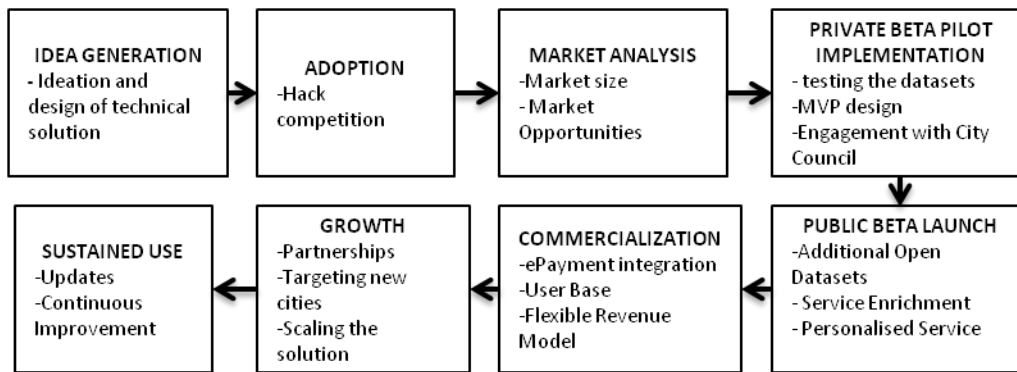 IDEA GENERATION
- Ideation and
design of technical
solution
ADOPTION
-Hack
competition
MARKET ANALYSIS
-Market size
- Market
Opportunities
PRIVATE BETA PILOT
IMPLEMENTATION
- testing the datasets
-MVP design
-Engagement with City
Council
PUBLIC BETA LAUNCH
-Additional Open
Datasets
- Service Enrichment
- Personalised Service
COMMERCIALIZATION
-ePayment integration
-User Base
-Flexible Revenue
Model
GROWTH
-Partnerships
-Targeting new
cities
-Scaling the
solution
SUSTAINED USE
-Updates
-Continuous
Improvement